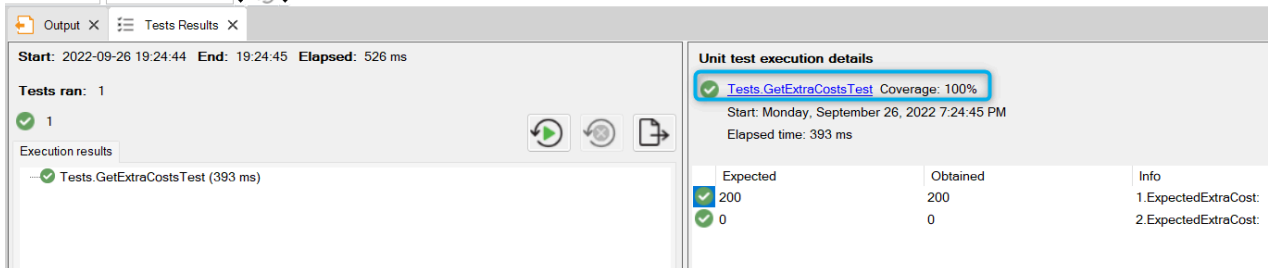 Output
Tests Results
Start: 2022-09-26 19:24:44 End: 19:24:45 Elapsed: 526 ms
Tests ran: 1
1
Execution results
Tests.GetExtraCostsTest (393 ms)
Unit test execution details
Tests.GetExtraCostsTest Coverage: 100%
Start: Monday, September 26, 2022 7:24:45 PM
Elapsed time: 393 ms
Expected Obtained Info
200 200 1.ExpectedExtraCost:
0 0 2.ExpectedExtraCost: